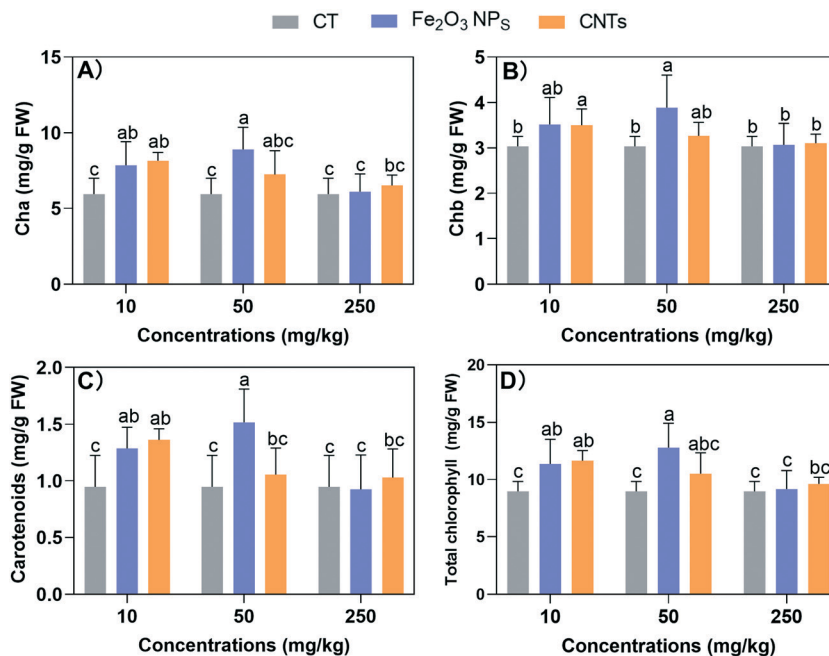 CT Fe₂O₃ NPS CNTs
A)
Cha (mg/g FW)
15
10
5
0
c ab ab c a abc c c bc
10 50 250
Concentrations (mg/kg)
B)
Chb (mg/g FW)
5
4
3
2
1
0
b ab a b a ab b b b
10 50 250
Concentrations (mg/kg)
C)
Carotenoids (mg/g FW)
2.0
1.5
1.0
0.5
0.0
c ab ab c a bc c c bc
10 50 250
Concentrations (mg/kg)
D)
Total chlorophyll (mg/g FW)
20
15
10
5
0
c ab ab c a abc c c bc
10 50 250
Concentrations (mg/kg)